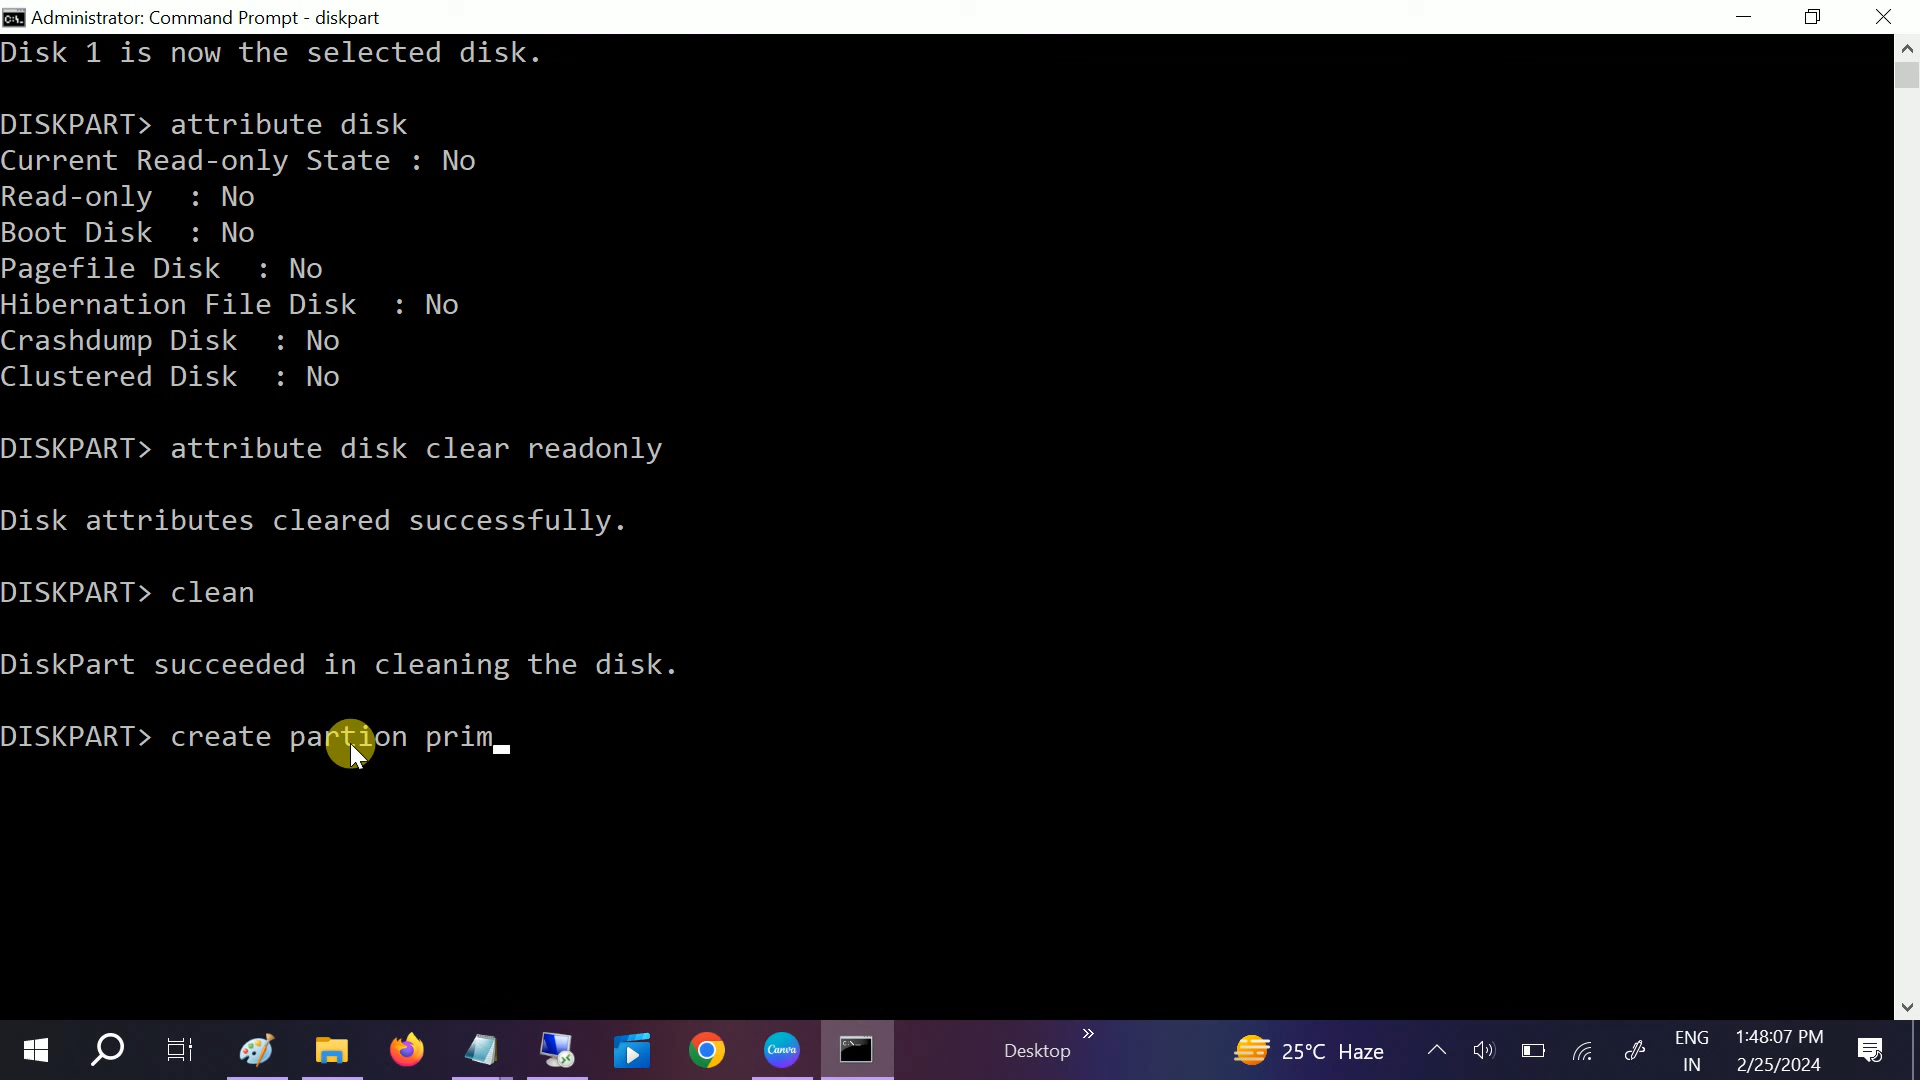 Administrator: Command Prompt - diskpart
Disk 1 is now the selected disk.
DISKPART> attribute disk
Current Read-only State : No
Read-only  : No
Boot Disk  : No
Pagefile Disk  : No
Hibernation File Disk  : No
Crashdump Disk  : No
Clustered Disk  : No
DISKPART> attribute disk clear readonly
Disk attributes cleared successfully.
DISKPART> clean
DiskPart succeeded in cleaning the disk.
DISKPART> create partion prim_
Canva
Desktop
»
25°C Haze
ENG
IN
1:48:07 PM
2/25/2024